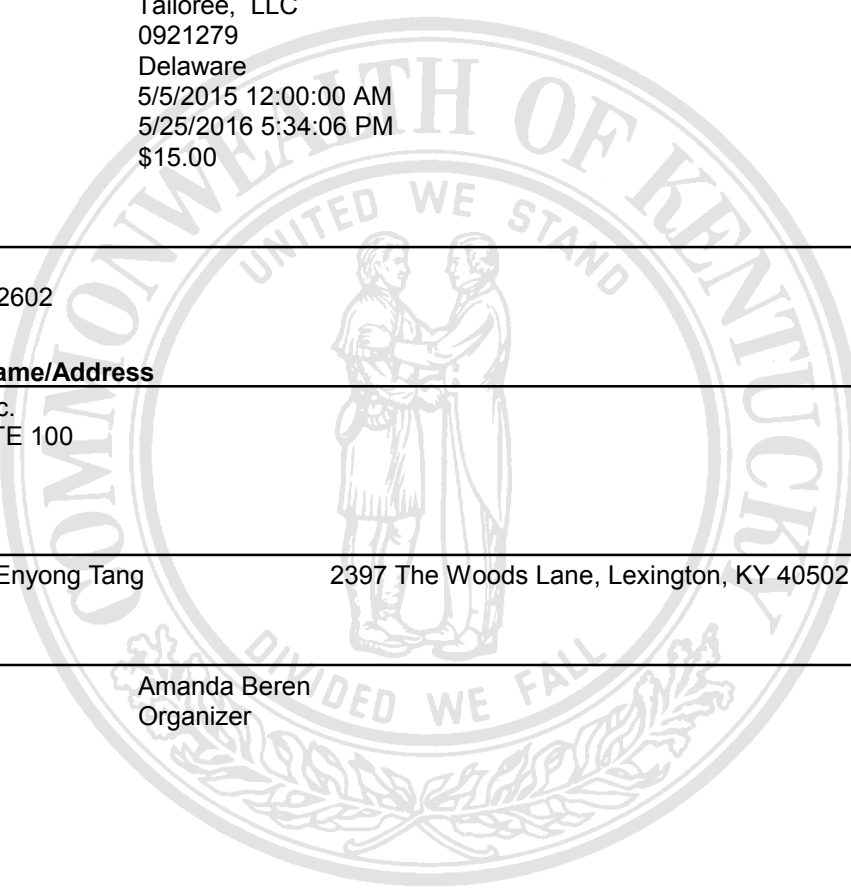 Tailoree, LLC
0921279
Delaware
5/5/2015 12:00:00 AM
5/25/2016 5:34:06 PM
$15.00
2602
ame/Address
c.
TE 100
Enyong Tang 2397 The Woods Lane, Lexington, KY 40502
Amanda Beren
Organizer
COMMONWEALTH OF KENTUCKY
UNITED WE STAND
DIVIDED WE FALL